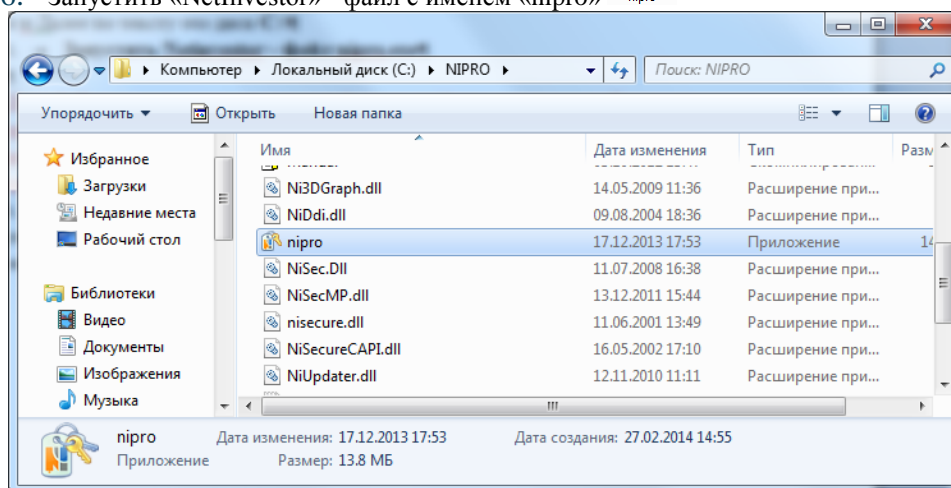 Запустить «NetInvestor» файл с именем «nipro»
Компьютер ▸ Локальный диск (C:) ▸ NIPRO ▸ Поиск: NIPRO
Упорядочить Открыть Новая папка
Избранное
Загрузки
Недавние места
Рабочий стол
Библиотеки
Видео
Документы
Изображения
Музыка
Имя Дата изменения Тип Разм
Ni3DGraph.dll 14.05.2009 11:36 Расширение при...
NiDdi.dll 09.08.2004 18:36 Расширение при...
nipro 17.12.2013 17:53 Приложение 14
NiSec.Dll 11.07.2008 16:38 Расширение при...
NiSecMP.dll 13.12.2011 15:44 Расширение при...
nisecure.dll 11.06.2001 13:49 Расширение при...
NiSecureCAPI.dll 16.05.2002 17:10 Расширение при...
NiUpdater.dll 12.11.2010 11:11 Расширение при...
nipro Дата изменения: 17.12.2013 17:53 Дата создания: 27.02.2014 14:55
Приложение Размер: 13.8 МБ